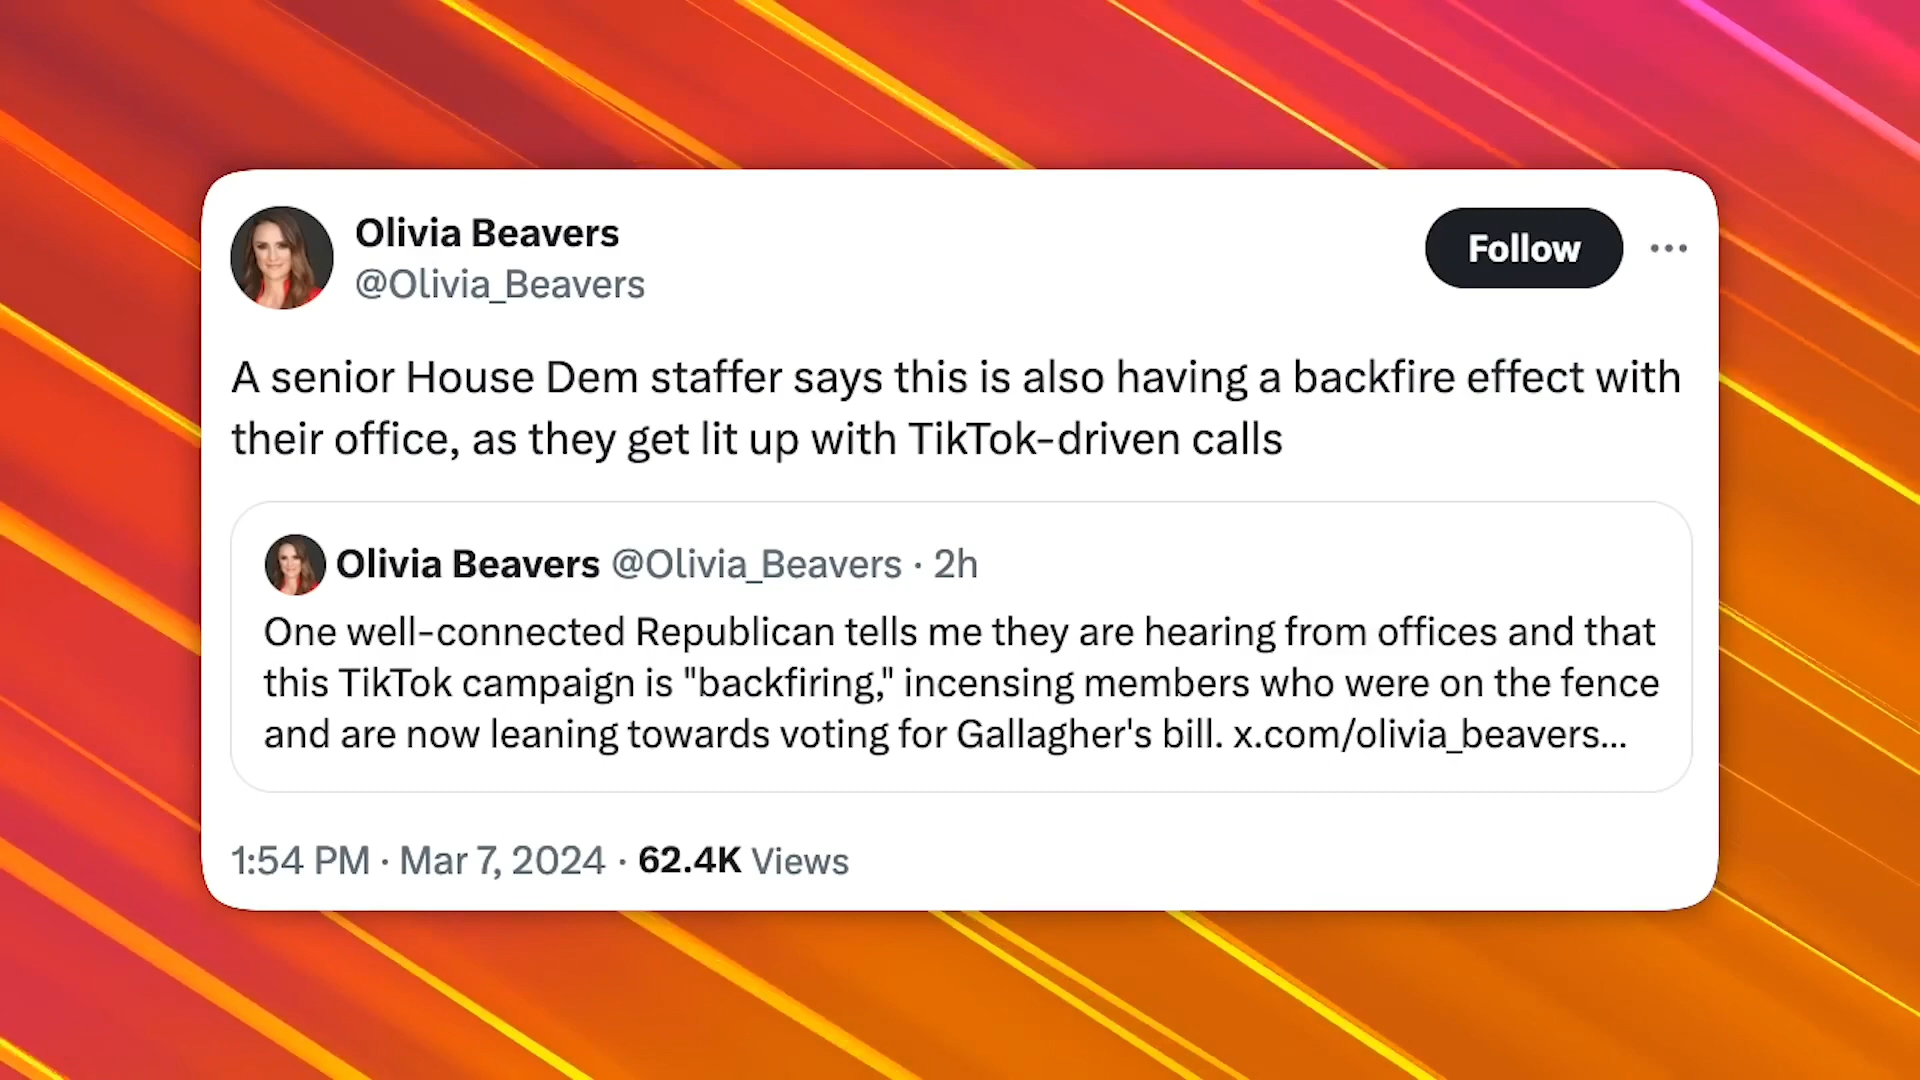 Olivia Beavers
@Olivia_Beavers
Follow
A senior House Dem staffer says this is also having a backfire effect with
their office, as they get lit up with TikTok-driven calls
Olivia Beavers @Olivia_Beavers · 2h
One well-connected Republican tells me they are hearing from offices and that
this TikTok campaign is "backfiring," incensing members who were on the fence
and are now leaning towards voting for Gallagher's bill. x.com/olivia_beavers...
1:54 PM · Mar 7, 2024 · 62.4K Views